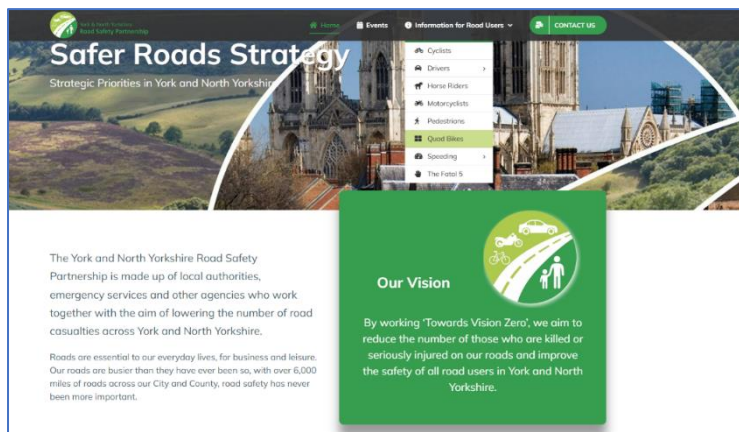 York & North Yorkshire
Road Safety Partnership
Home
Events
Information for Road Users
CONTACT US
Safer Roads Strategy
Strategic Priorities in York and North Yorkshire
Cyclists
Drivers
Horse Riders
Motorcyclists
Pedestrians
Quad Bikes
Speeding
The Fatal 5
The York and North Yorkshire Road Safety
Partnership is made up of local authorities,
emergency services and other agencies who work
together with the aim of lowering the number of road
casualties across York and North Yorkshire.
Roads are essential to our everyday lives, for business and leisure.
Our roads are busier than they have ever been so, with over 6,000
miles of roads across our City and County, road safety has never
been more important.
Our Vision
By working ‘Towards Vision Zero’, we aim to
reduce the number of those who are killed or
seriously injured on our roads and improve
the safety of all road users in York and North
Yorkshire.